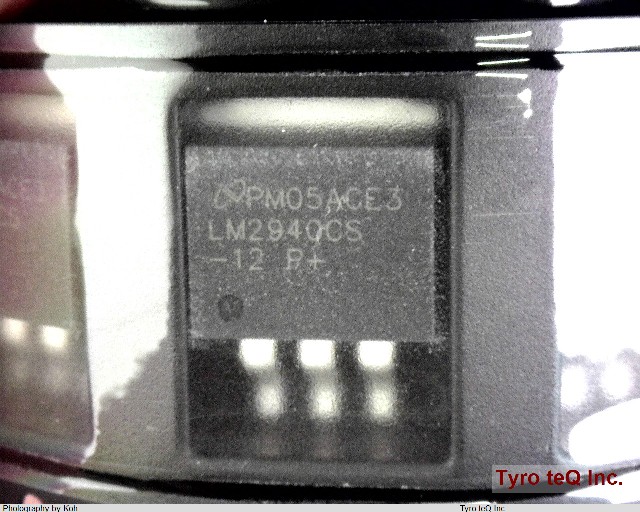 PM05ACE3
LM2940CS
-12 P+
Tyro teQ Inc.
Photography by Koh
Tyro teQ Inc